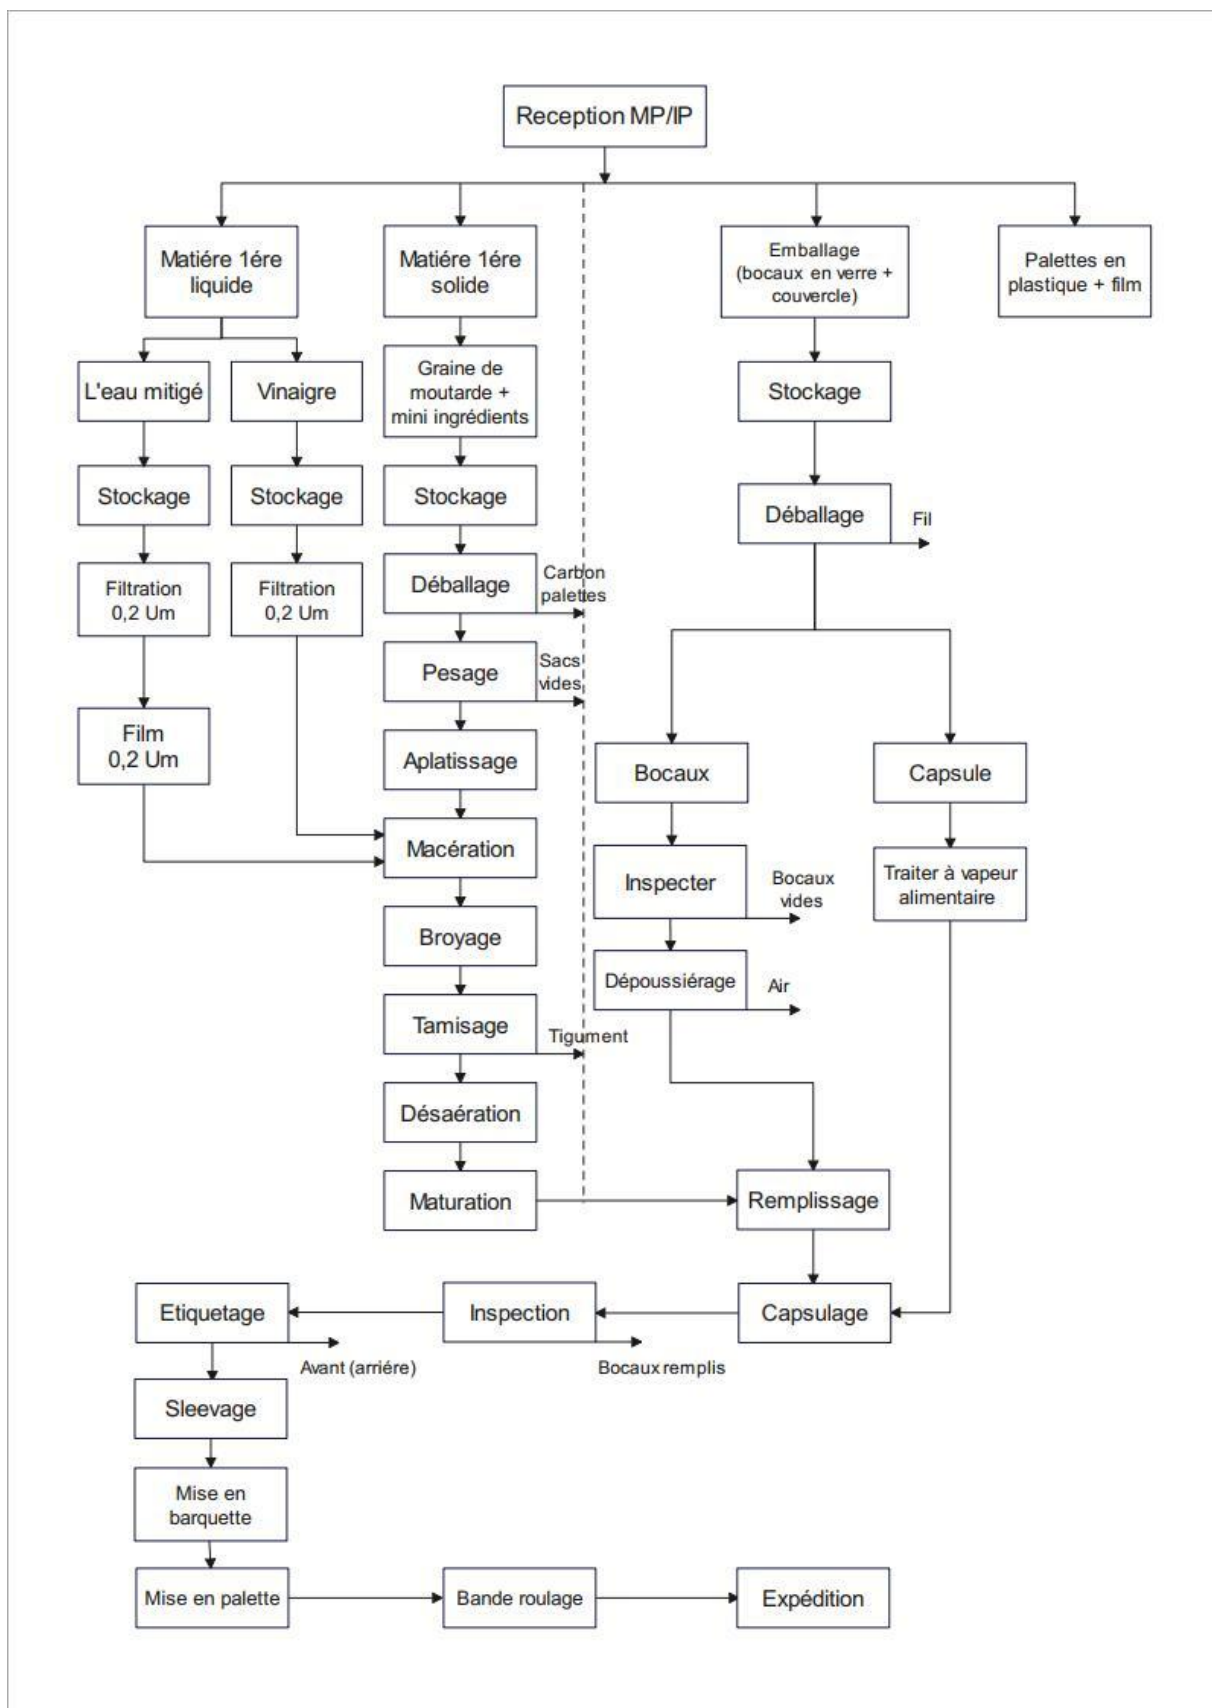 Reception MP/IP
Matiére 1ére
liquide
Matiére 1ére
solide
Emballage
(bocaux en verre +
couvercle)
Palettes en
plastique + film
L'eau mitigé
Vinaigre
Graine de
moutarde +
mini ingrédients
Stockage
Stockage
Stockage
Stockage
Déballage
Fil
Filtration
0,2 Um
Filtration
0,2 Um
Déballage
Carbon
palettes
Pesage
Sacs
vides
Film
0,2 Um
Aplatissage
Bocaux
Capsule
Macération
Inspecter
Bocaux
vides
Traiter à vapeur
alimentaire
Broyage
Dépoussiérage
Air
Tamisage
Tigument
Désaération
Maturation
Remplissage
Etiquetage
Inspection
Capsulage
Avant (arriére)
Bocaux remplis
Sleevage
Mise en
barquette
Mise en palette
Bande roulage
Expédition